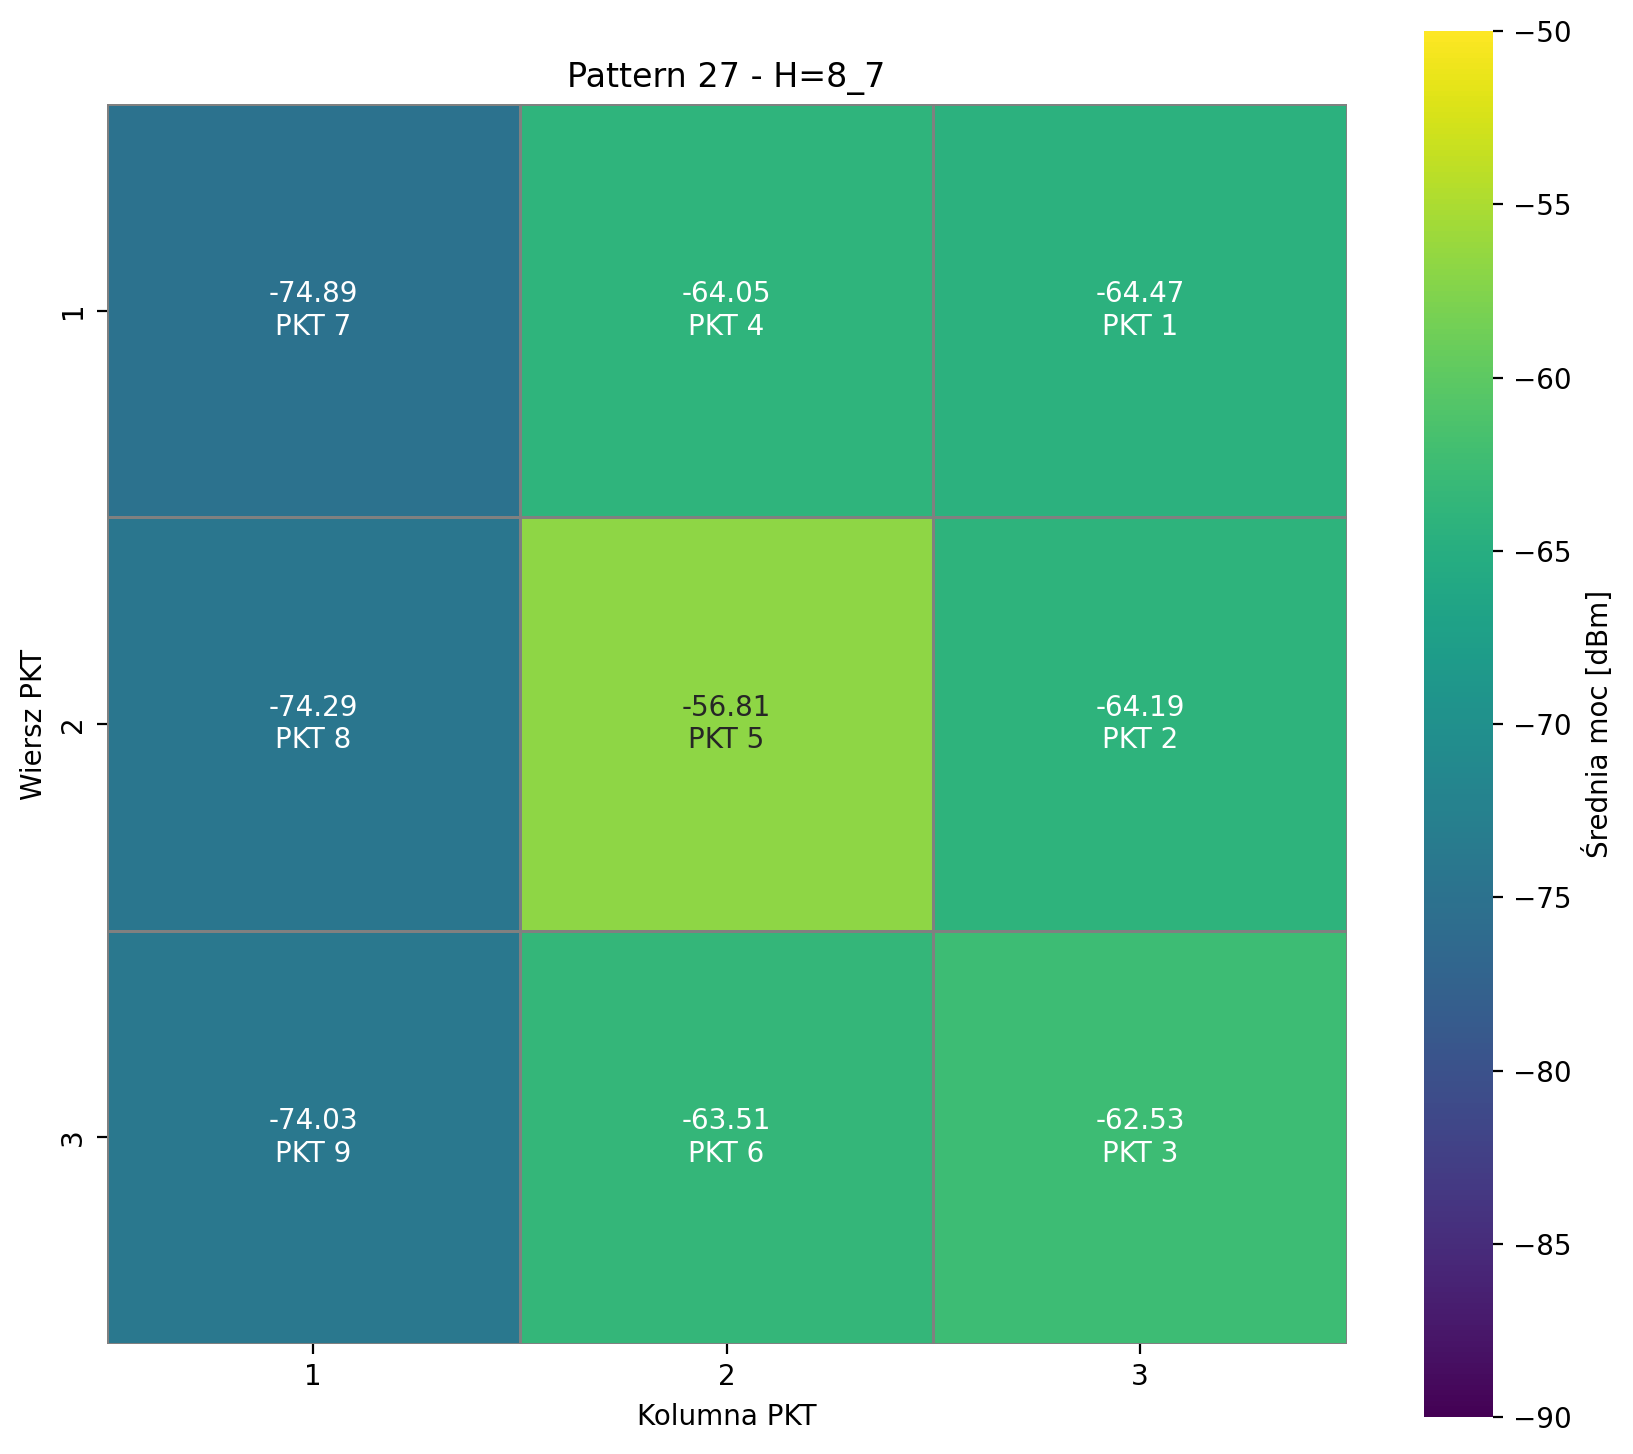 Pattern 27 - H=8_7
-74.89
PKT 7
-64.05
PKT 4
-64.47
PKT 1
-74.29
PKT 8
-56.81
PKT 5
-64.19
PKT 2
-74.03
PKT 9
-63.51
PKT 6
-62.53
PKT 3
1
2
3
Wiersz PKT
1
2
3
Kolumna PKT
−50
−55
−60
−65
−70
−75
−80
−85
−90
Średnia moc [dBm]